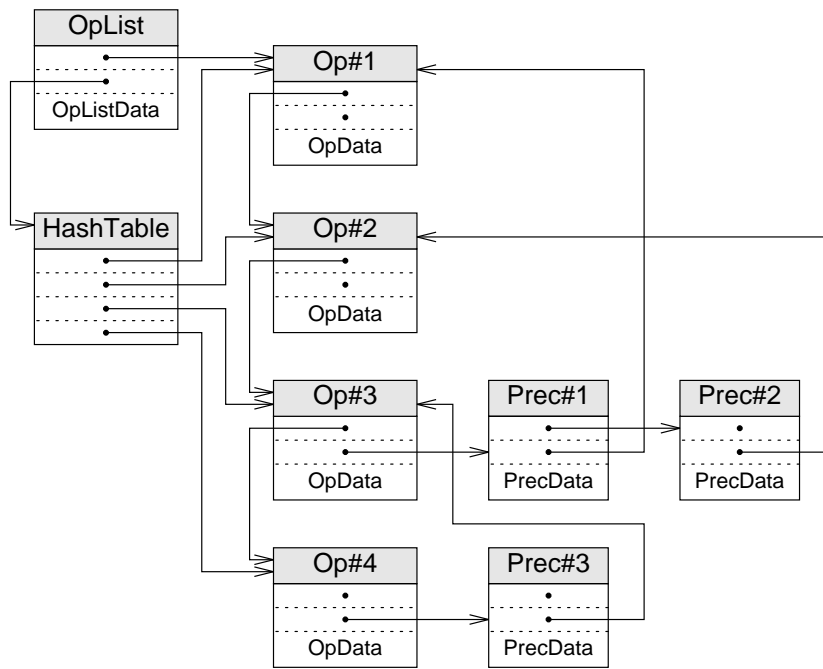 OpList
OpListData
HashTable
Op#1
OpData
Op#2
OpData
Op#3
OpData
Prec#1
PrecData
Prec#2
PrecData
Op#4
OpData
Prec#3
PrecData